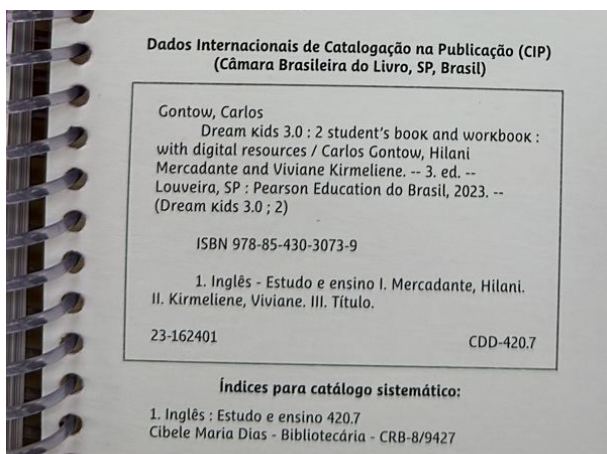 Dados Internacionais de Catalogação na Publicação (CIP)
(Câmara Brasileira do Livro, SP, Brasil)
Gontow, Carlos
Dream kids 3.0 : 2 student's book and workbook :
with digital resources / Carlos Gontow, Hilani
Mercadante and Viviane Kirmeliene. -- 3. ed. --
Louveira, SP : Pearson Education do Brasil, 2023. --
(Dream kids 3.0 ; 2)
ISBN 978-85-430-3073-9
1. Inglês - Estudo e ensino I. Mercadante, Hilani.
II. Kirmeliene, Viviane. III. Título.
23-162401 CDD-420.7
Índices para catálogo sistemático:
1. Inglês : Estudo e ensino 420.7
Cibele Maria Dias - Bibliotecária - CRB-8/9427